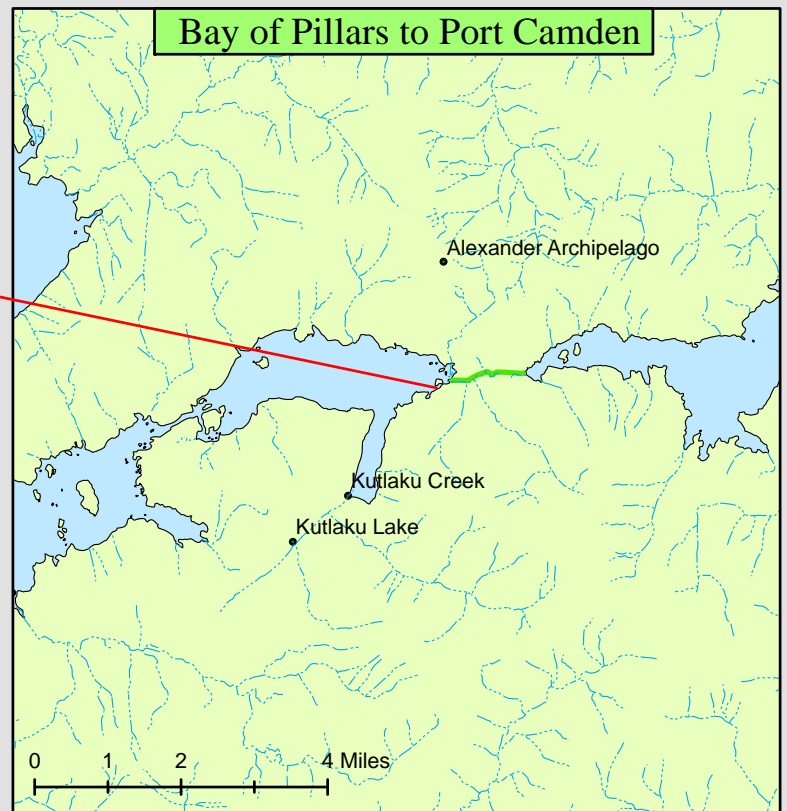 Bay of Pillars to Port Camden
Alexander Archipelago
Kutlaku Creek
Kutlaku Lake
0 1 2 4 Miles